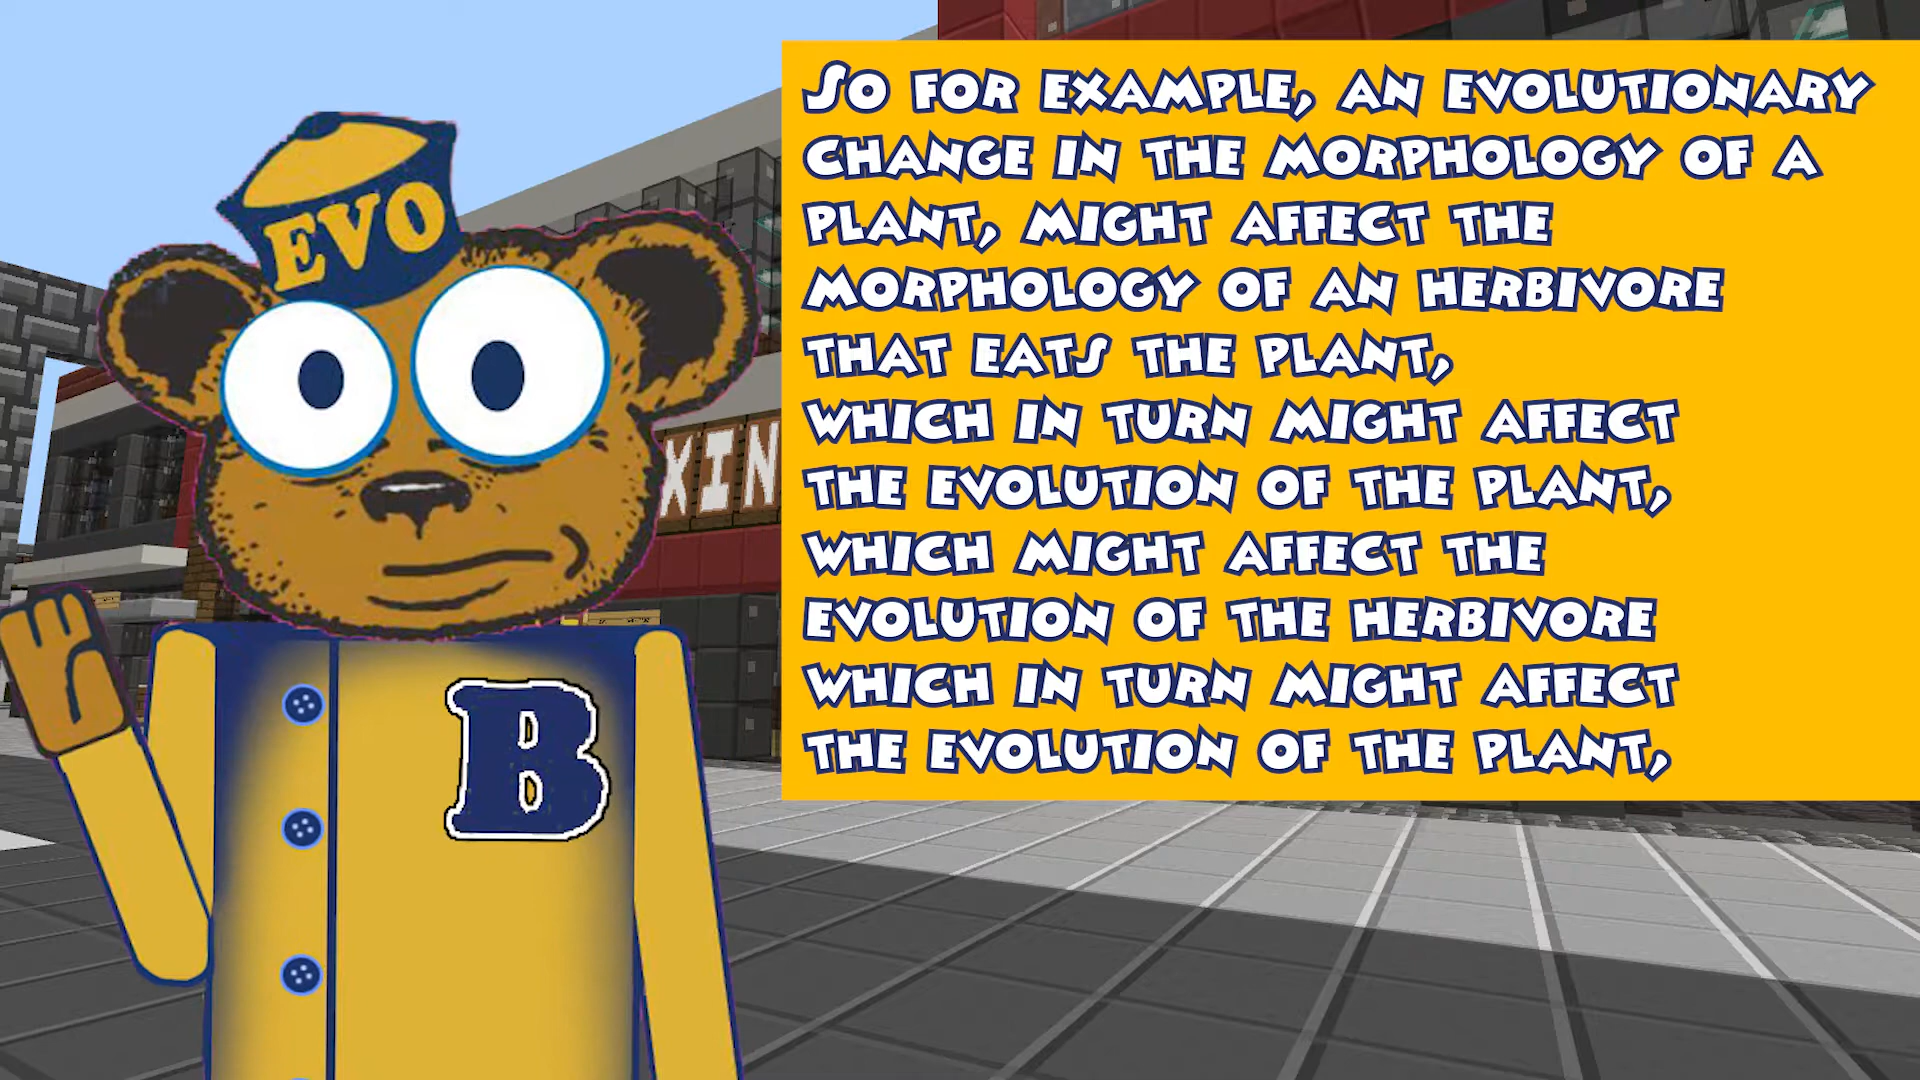 So for example, an evolutionary
change in the morphology of a
plant, might affect the
morphology of an herbivore
that eats the plant,
which in turn might affect
the evolution of the plant,
which might affect the
evolution of the herbivore
which in turn might affect
the evolution of the plant,
EVO
XIN
B